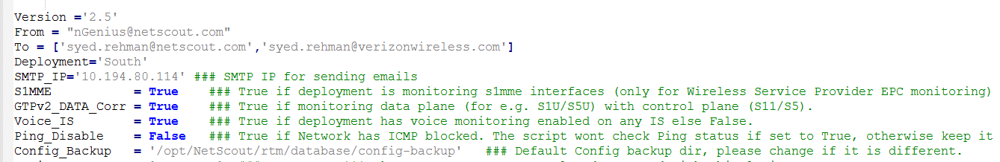 Version ='2.5'
From = "nGenius@netscout.com"
To = ['syed.rehman@netscout.com','syed.rehman@verizonwireless.com']
Deployment='South'
SMTP_IP='10.194.80.114' ### SMTP IP for sending emails
S1MME = True ### True if deployment is monitoring s1mme interfaces (only for Wireless Service Provider EPC monitoring)
GTPv2_DATA_Corr = True ### True if monitoring data plane (for e.g. S1U/S5U) with control plane (S11/S5).
Voice_IS = True ### True if deployment has voice monitoring enabled on any IS else False.
Ping_Disable = False ### True if Network has ICMP blocked. The script wont check Ping status if set to True, otherwise keep it
Config_Backup = '/opt/NetScout/rtm/database/config-backup' ### Default Config backup dir, please change if it is different.